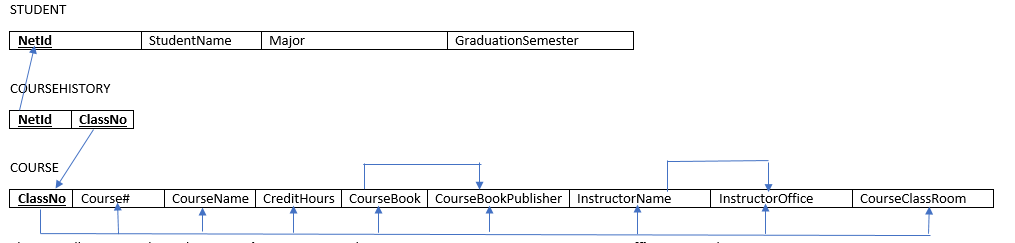 STUDENT
NetId StudentName Major GraduationSemester
COURSEHISTORY
NetId ClassNo
COURSE
ClassNo Course# CourseName CreditHours CourseBook CourseBookPublisher InstructorName InstructorOffice CourseClassRoom